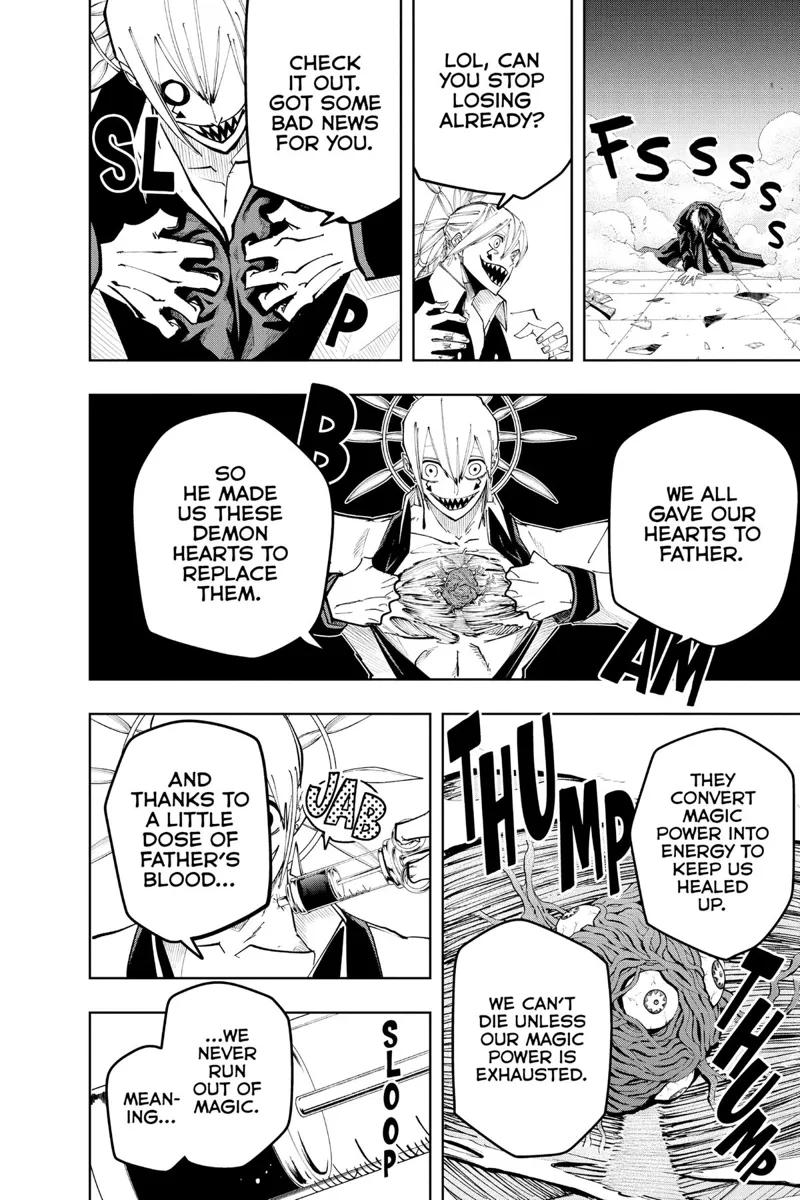 FSSSSSS
LOL, CAN
YOU STOP
LOSING
ALREADY?
CHECK
IT OUT.
GOT SOME
BAD NEWS
FOR YOU.
SL
P
WE ALL
GAVE OUR
HEARTS TO
FATHER.
B
AM
SO
HE MADE
US THESE
DEMON
HEARTS TO
REPLACE
THEM.
THEY
CONVERT
MAGIC
POWER INTO
ENERGY TO
KEEP US
HEALED
UP.
THUMP
WE CAN'T
DIE UNLESS
OUR MAGIC
POWER IS
EXHAUSTED.
THUMP
AND
THANKS TO
A LITTLE
DOSE OF
FATHER'S
BLOOD...
JAB
SLOOP
...WE
NEVER
RUN
OUT OF
MAGIC.
MEAN-
ING...